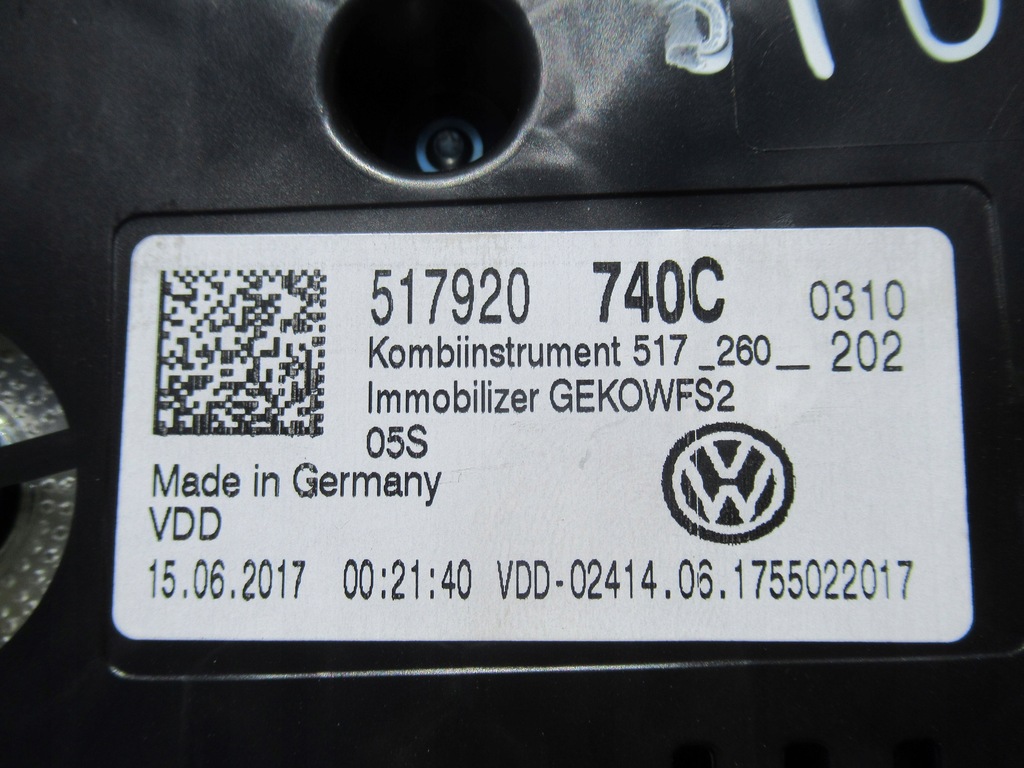 517920 740C 0310
Kombiinstrument 517 _260__ 202
Immobilizer GEKOWFS2
05S
Made in Germany
VDD
15.06.2017 00:21:40 VDD-02414.06.1755022017